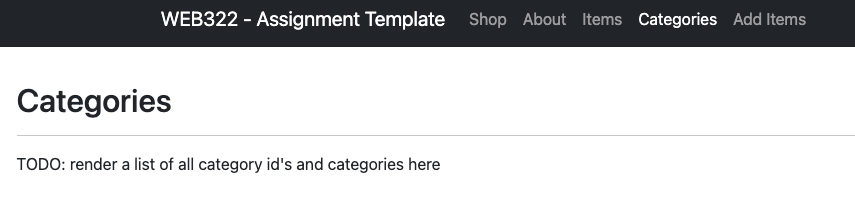 WEB322 - Assignment Template Shop About Items Categories Add Items
Categories
TODO: render a list of all category id's and categories here